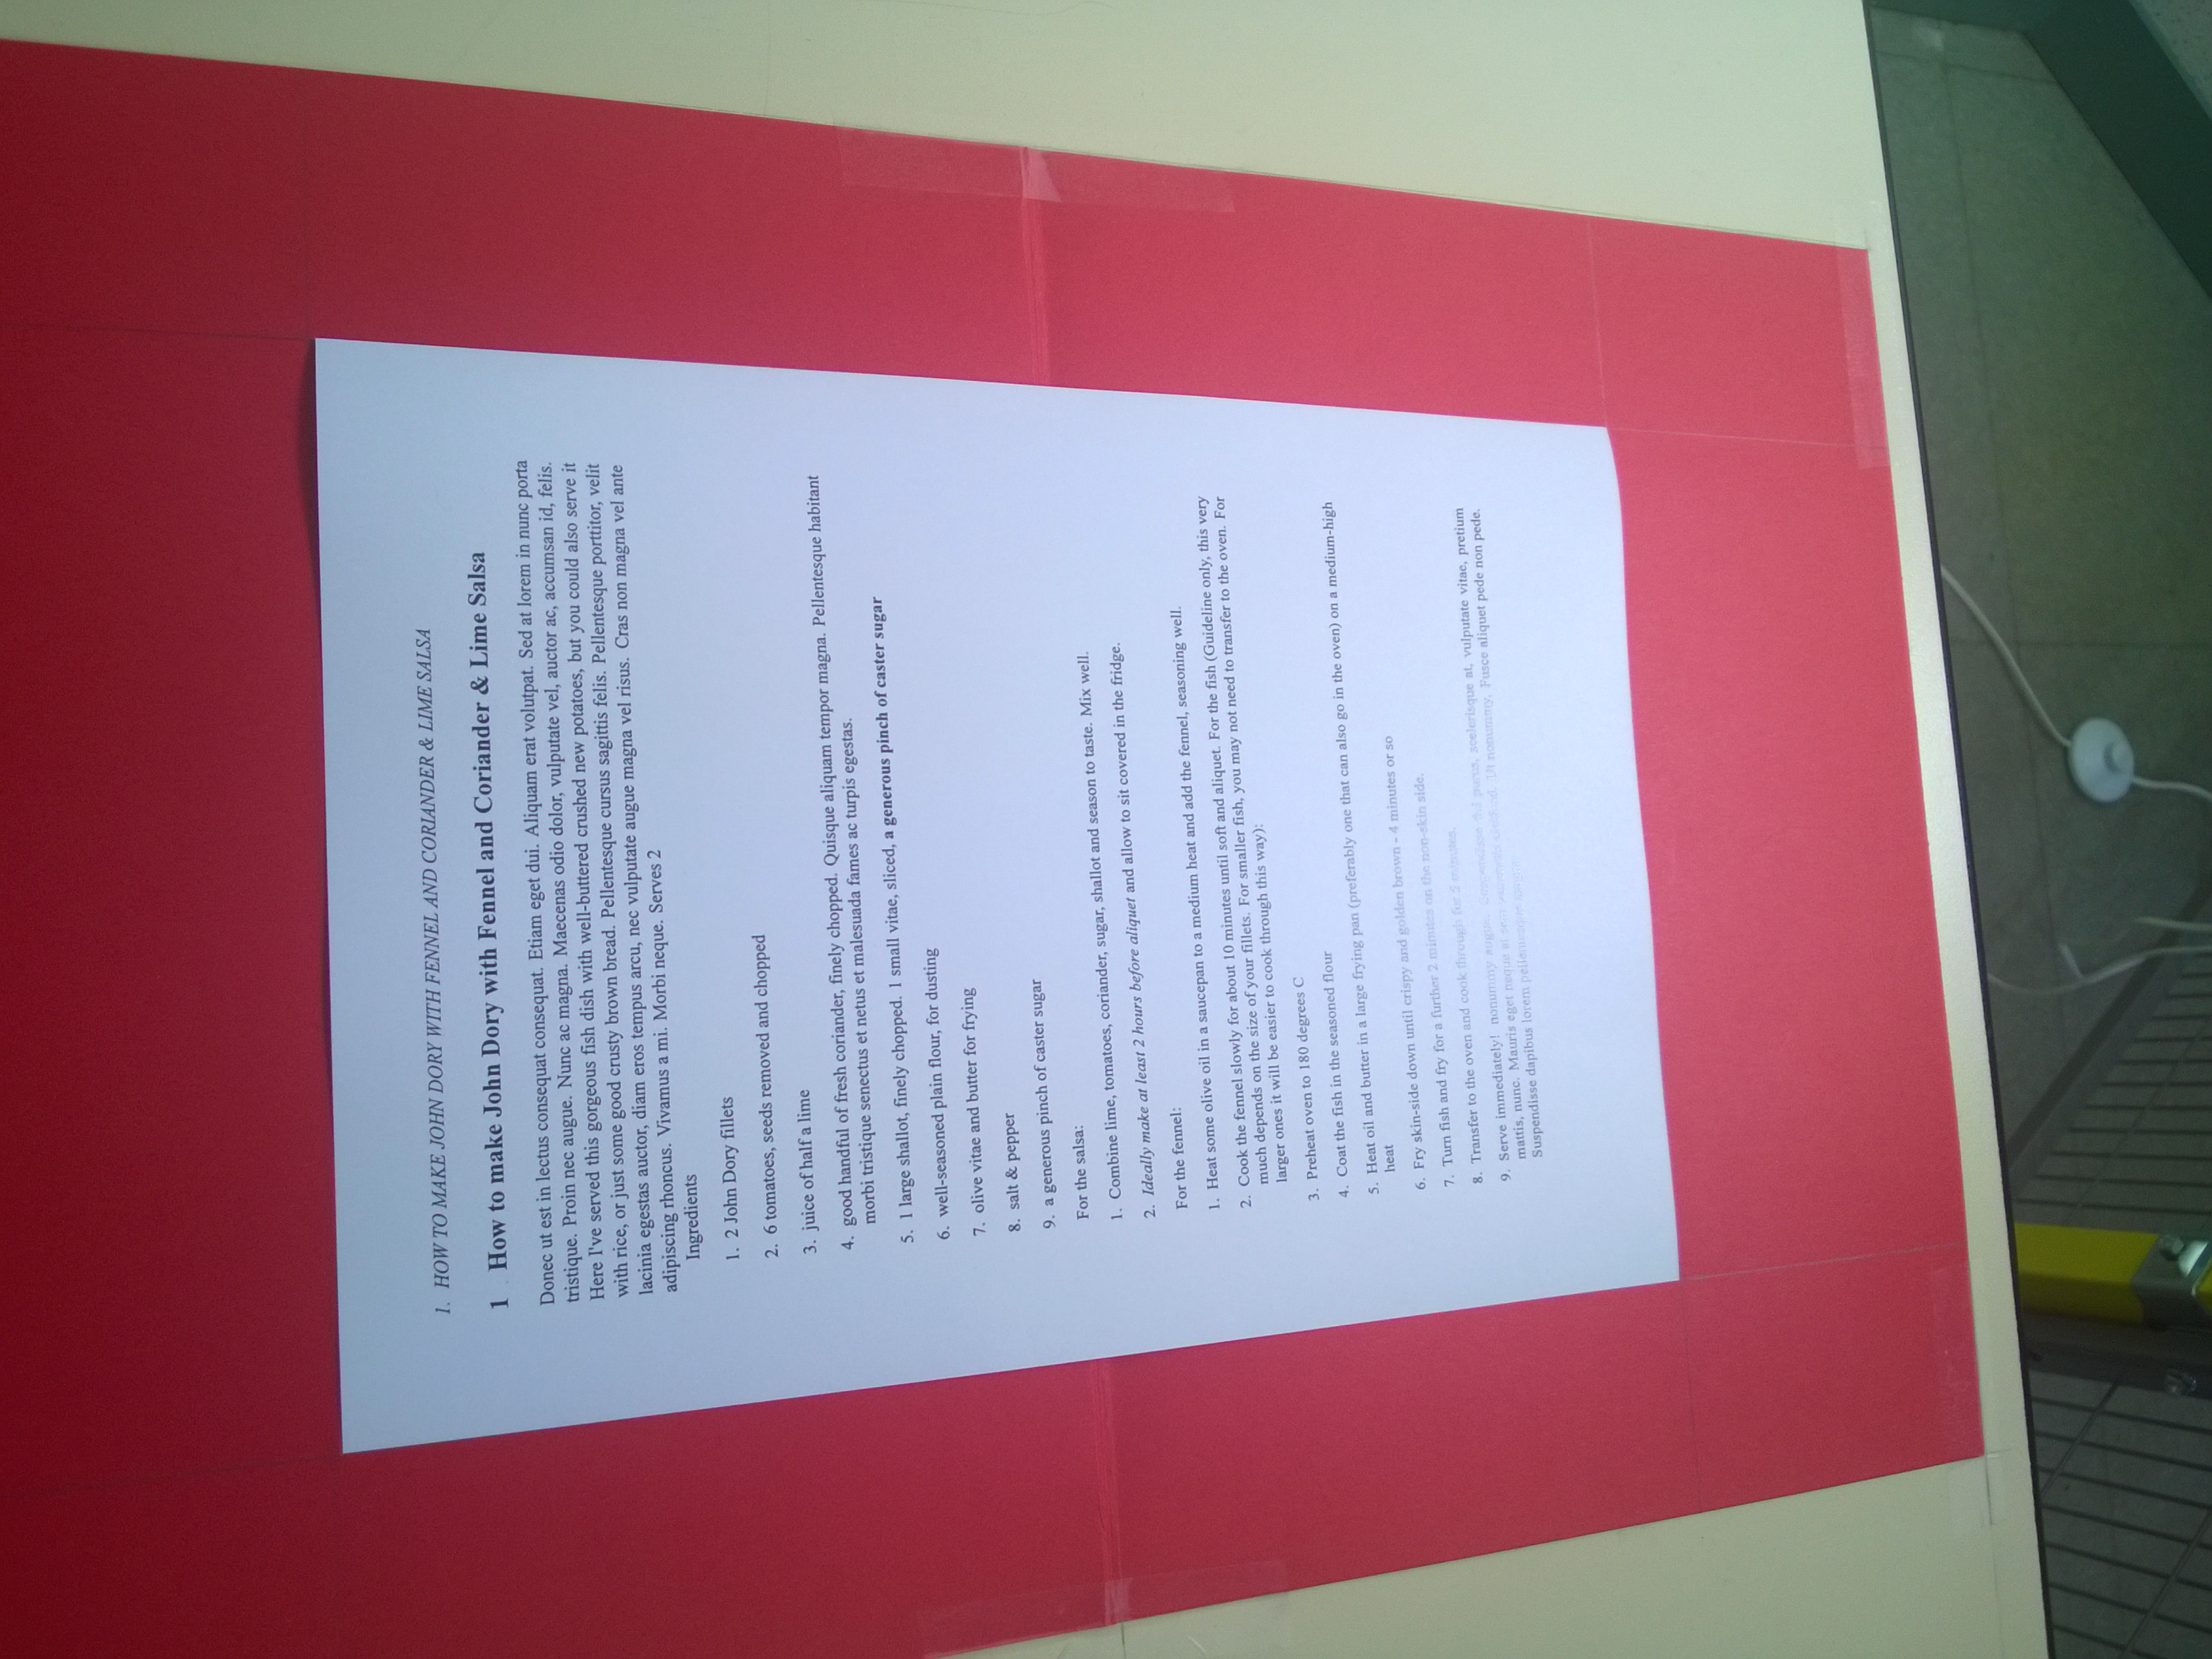 1. HOW TO MAKE JOHN DORY WITH FENNEL AND CORIANDER & LIME SALSA
1 How to make John Dory with Fennel and Coriander & Lime Salsa
Donec ut est in lectus consequat consequat. Etiam eget dui. Aliquam erat volutpat. Sed at lorem in nunc porta
tristique. Proin nec augue. Nunc ac magna. Maecenas odio dolor, vulputate vel, auctor ac, accumsan id, felis.
Here I've served this gorgeous fish dish with well-buttered crushed new potatoes, but you could also serve it
with rice, or just some good crusty brown bread. Pellentesque cursus sagittis felis. Pellentesque porttitor, velit
lacinia egestas auctor, diam eros tempus arcu, nec vulputate augue magna vel risus. Cras non magna vel ante
adipiscing rhoncus. Vivamus a mi. Morbi neque. Serves 2
Ingredients
1. 2 John Dory fillets
2. 6 tomatoes, seeds removed and chopped
3. juice of half a lime
4. good handful of fresh coriander, finely chopped. Quisque aliquam tempor magna. Pellentesque habitant
morbi tristique senectus et netus et malesuada fames ac turpis egestas.
5. 1 large shallot, finely chopped. 1 small vitae, sliced, a generous pinch of caster sugar
6. well-seasoned plain flour, for dusting
7. olive vitae and butter for frying
8. salt & pepper
9. a generous pinch of caster sugar
For the salsa:
1. Combine lime, tomatoes, coriander, sugar, shallot and season to taste. Mix well.
2. Ideally make at least 2 hours before aliquet and allow to sit covered in the fridge.
For the fennel:
1. Heat some olive oil in a saucepan to a medium heat and add the fennel, seasoning well.
2. Cook the fennel slowly for about 10 minutes until soft and aliquet. For the fish (Guideline only, this very
much depends on the size of your fillets. For smaller fish, you may not need to transfer to the oven. For
larger ones it will be easier to cook through this way):
3. Preheat oven to 180 degrees C
4. Coat the fish in the seasoned flour
5. Heat oil and butter in a large frying pan (preferably one that can also go in the oven) on a medium-high
heat
6. Fry skin-side down until crispy and golden brown - 4 minutes or so
7. Turn fish and fry for a further 2 minutes on the non-skin side.
8. Transfer to the oven and cook through for 5 minutes.
9. Serve immediately! nonummy augue. scelerisque at, vulputate vitae, pretium
mattis, nunc. Mauris eget neque at nonummy. Fusce aliquet pede non pede.
Suspendisse dapibus lorem pellentesque